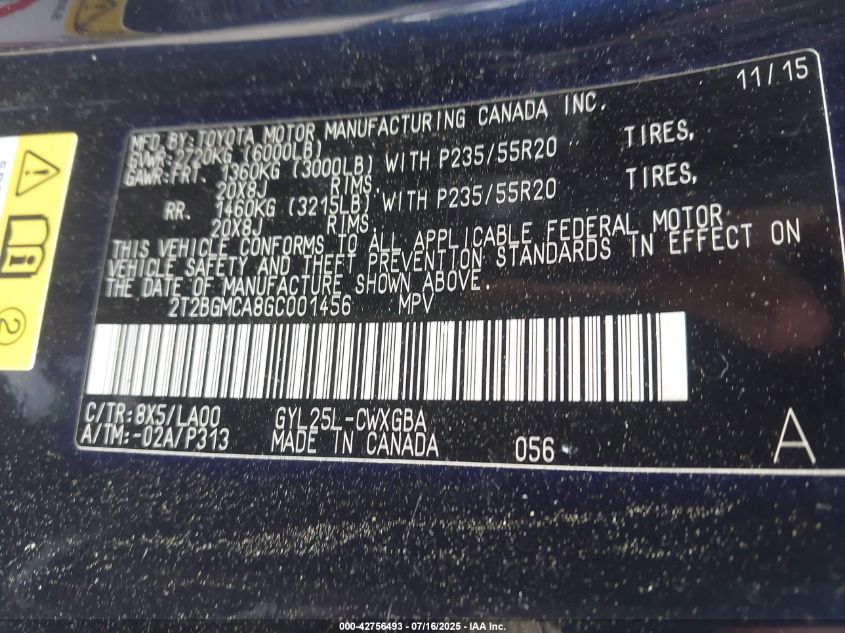 11/15
MFD. BY: TOYOTA MOTOR MANUFACTURING CANADA INC.
GVWR: 2720KG (6000LB)
GAWR: FRT. 1360KG (3000LB) WITH P235/55R20 TIRES,
20X8J RIMS.
RR. 1460KG (3215LB) WITH P235/55R20 TIRES,
20X8J RIMS.
THIS VEHICLE CONFORMS TO ALL APPLICABLE FEDERAL MOTOR
VEHICLE SAFETY AND THEFT PREVENTION STANDARDS IN EFFECT ON
THE DATE OF MANUFACTURE SHOWN ABOVE.
2T2BGMCA8GC001456 MPV
C/TR: 8X5/LA00 GYL25L-CWXGBA
A/TM: -02A/P313 MADE IN CANADA 056 A
2
000-42756493 - 07/16/2025 - IAA Inc.